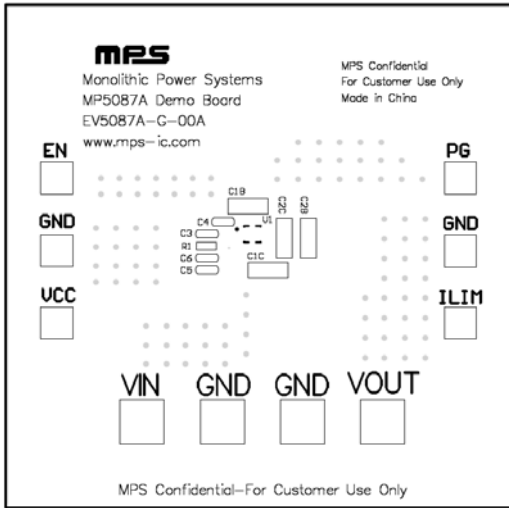 MPS
Monolithic Power Systems
MP5087A Demo Board
EV5087A-G-00A
www.mps-ic.com
MPS Confidential
For Customer Use Only
Made in China
EN
PG
C1B
C4
U1
C2C
C2B
GND
C3
R1
C6
C5
C1C
GND
VCC
ILIM
VIN
GND
GND
VOUT
MPS Confidential-For Customer Use Only